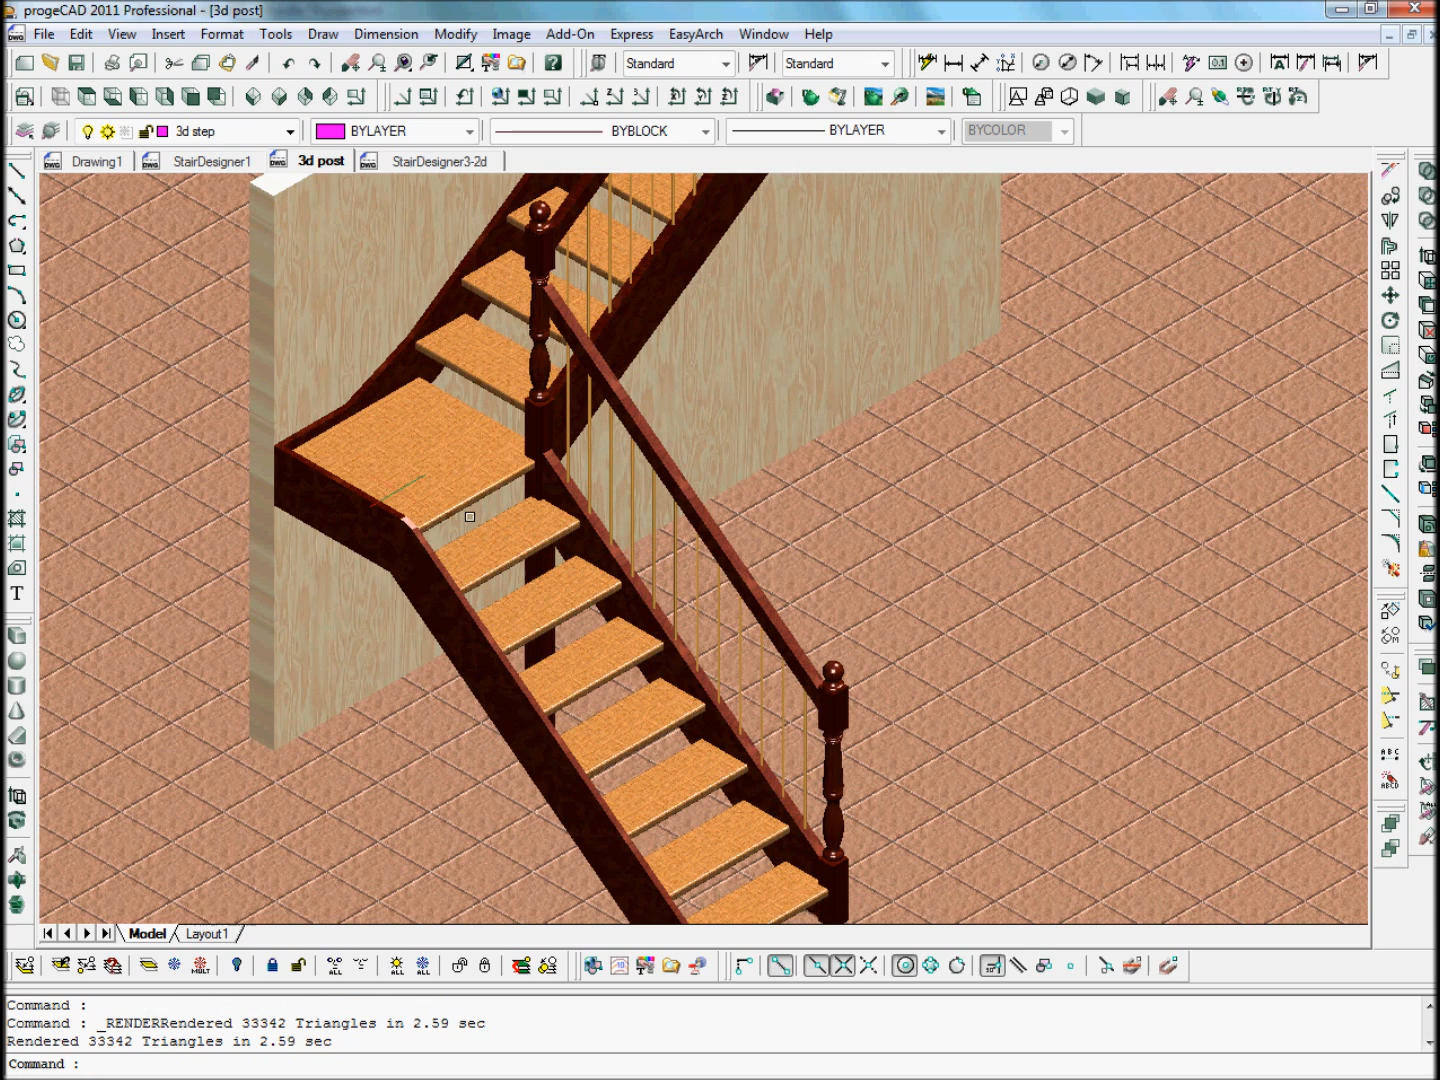 progeCAD 2011 Professional - [3d post]
File Edit View Insert Format Tools Draw Dimension Modify Image Add-On Express EasyArch Window Help
Standard Standard
3d step BYLAYER BYBLOCK BYLAYER BYCOLOR
Drawing1 StairDesigner1 3d post StairDesigner3-2d
T
Model Layout1
Command :
Command : _RENDERRendered 33342 Triangles in 2.59 sec
Rendered 33342 Triangles in 2.59 sec
Command :